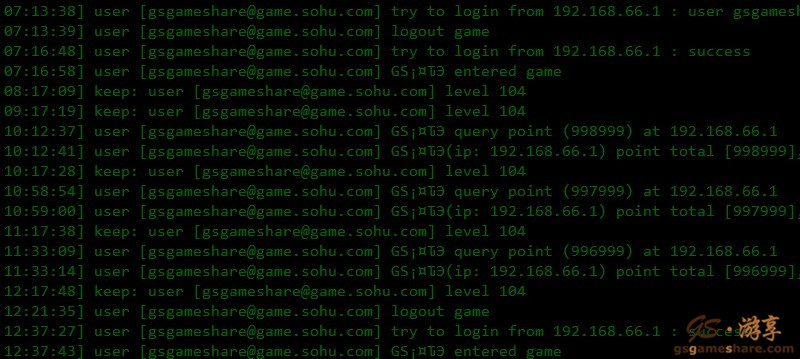 07:13:38] user [gsgameshare@game.sohu.com] try to login from 192.168.66.1 : user gsgamesh
07:13:39] user [gsgameshare@game.sohu.com] logout game
07:16:48] user [gsgameshare@game.sohu.com] try to login from 192.168.66.1 : success
07:16:58] user [gsgameshare@game.sohu.com] GS¡¤ŒÎ entered game
08:17:09] keep: user [gsgameshare@game.sohu.com] level 104
09:17:19] keep: user [gsgameshare@game.sohu.com] level 104
10:12:37] user [gsgameshare@game.sohu.com] GS¡¤ query point (998999) at 192.168.66.1
10:12:41] user [gsgameshare@game.sohu.com] GS¡¤(ip: 192.168.66.1) point total [998999],
10:17:28] keep: user [gsgameshare@game.sohu.com] level 104
10:58:54] user [gsgameshare@game.sohu.com] GS¡¤ query point (997999) at 192.168.66.1
10:59:00] user [gsgameshare@game.sohu.com] GS¡¤(ip: 192.168.66.1) point total [997999],
11:17:38] keep: user [gsgameshare@game.sohu.com] level 104
11:33:09] user [gsgameshare@game.sohu.com] GS¡¤ query point (996999) at 192.168.66.1
11:33:14] user [gsgameshare@game.sohu.com] GS¡¤(ip: 192.168.66.1) point total [996999],
12:17:48] keep: user [gsgameshare@game.sohu.com] level 104
12:21:35] user [gsgameshare@game.sohu.com] logout game
12:37:27] user [gsgameshare@game.sohu.com] try to login from 192.168.66.1 : success
12:37:43] user [gsgameshare@game.sohu.com] GS¡¤ entered game
GS·游享
gsgameshare.com